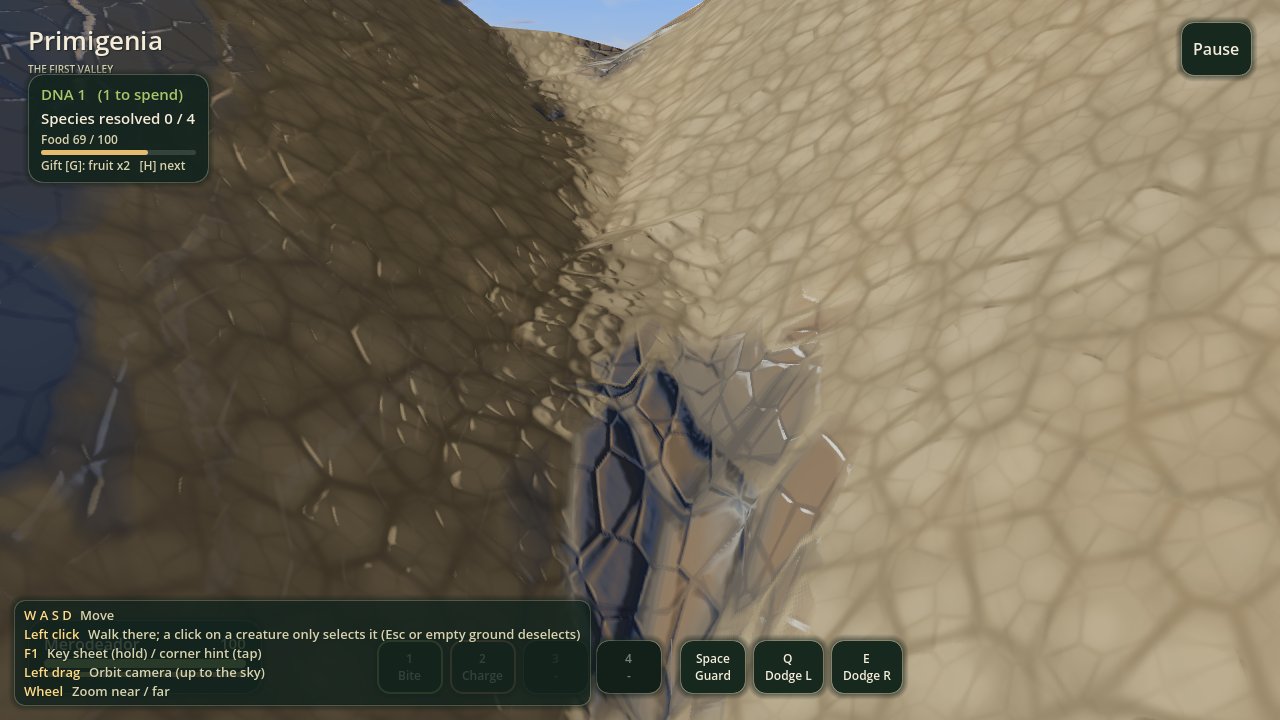 Primigenia
THE FIRST VALLEY
DNA 1 (1 to spend)
Species resolved 0 / 4
Food 69 / 100
Gift [G]: fruit x2 [H] next
Pause
W A S D Move
Left click Walk there; a click on a creature only selects it (Esc or empty ground deselects)
F1 Key sheet (hold) / corner hint (tap)
Left drag Orbit camera (up to the sky)
Wheel Zoom near / far
Merodeador 100
1
Bite
2
Charge
3
-
4
-
Space
Guard
Q
Dodge L
E
Dodge R